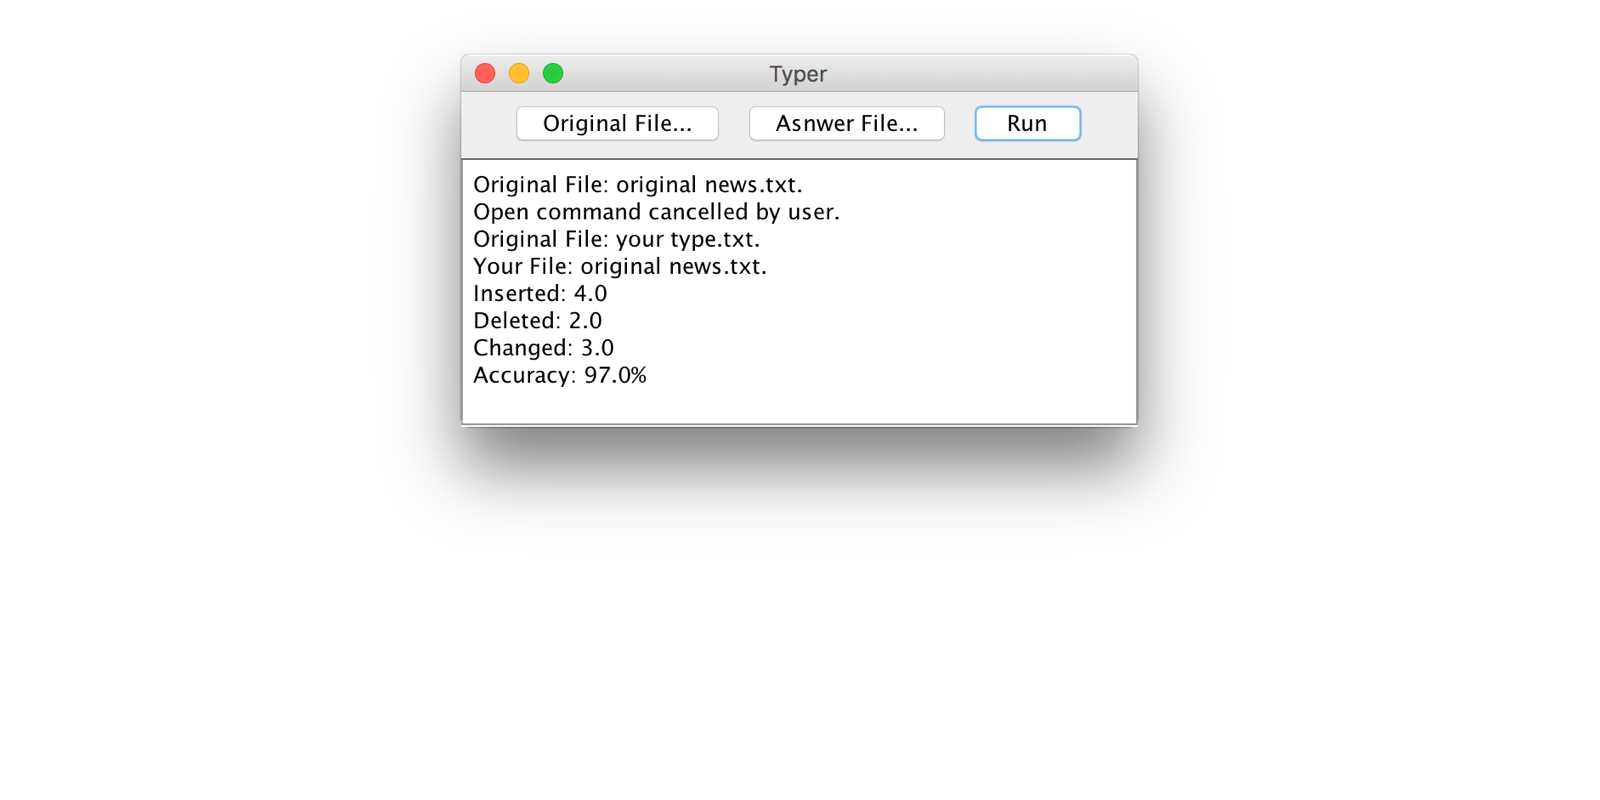 Typer
Original File... Asnwer File... Run
Original File: original news.txt.
Open command cancelled by user.
Original File: your type.txt.
Your File: original news.txt.
Inserted: 4.0
Deleted: 2.0
Changed: 3.0
Accuracy: 97.0%